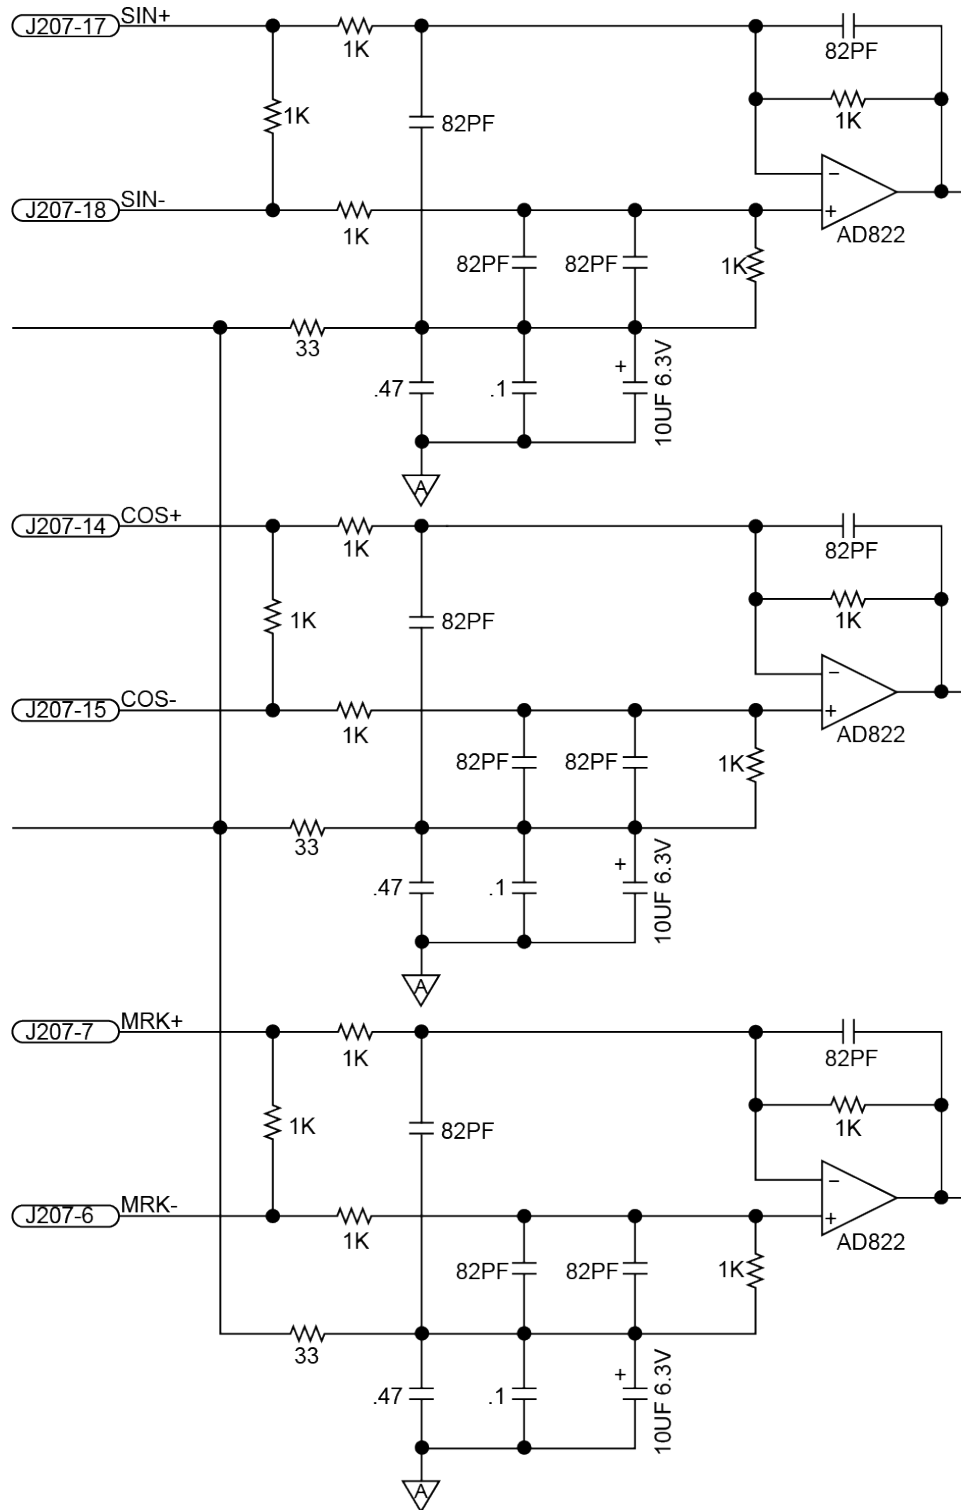 J207-17 SIN+
1K
82PF
1K
82PF
1K
-
J207-18 SIN-
+
1K
AD822
82PF
82PF
1K
33
.47
.1
+
10UF 6.3V
A
J207-14 COS+
1K
82PF
1K
82PF
1K
-
J207-15 COS-
+
1K
AD822
82PF
82PF
1K
33
.47
.1
+
10UF 6.3V
A
J207-7 MRK+
1K
82PF
1K
82PF
1K
-
J207-6 MRK-
+
1K
AD822
82PF
82PF
1K
33
.47
.1
+
10UF 6.3V
A